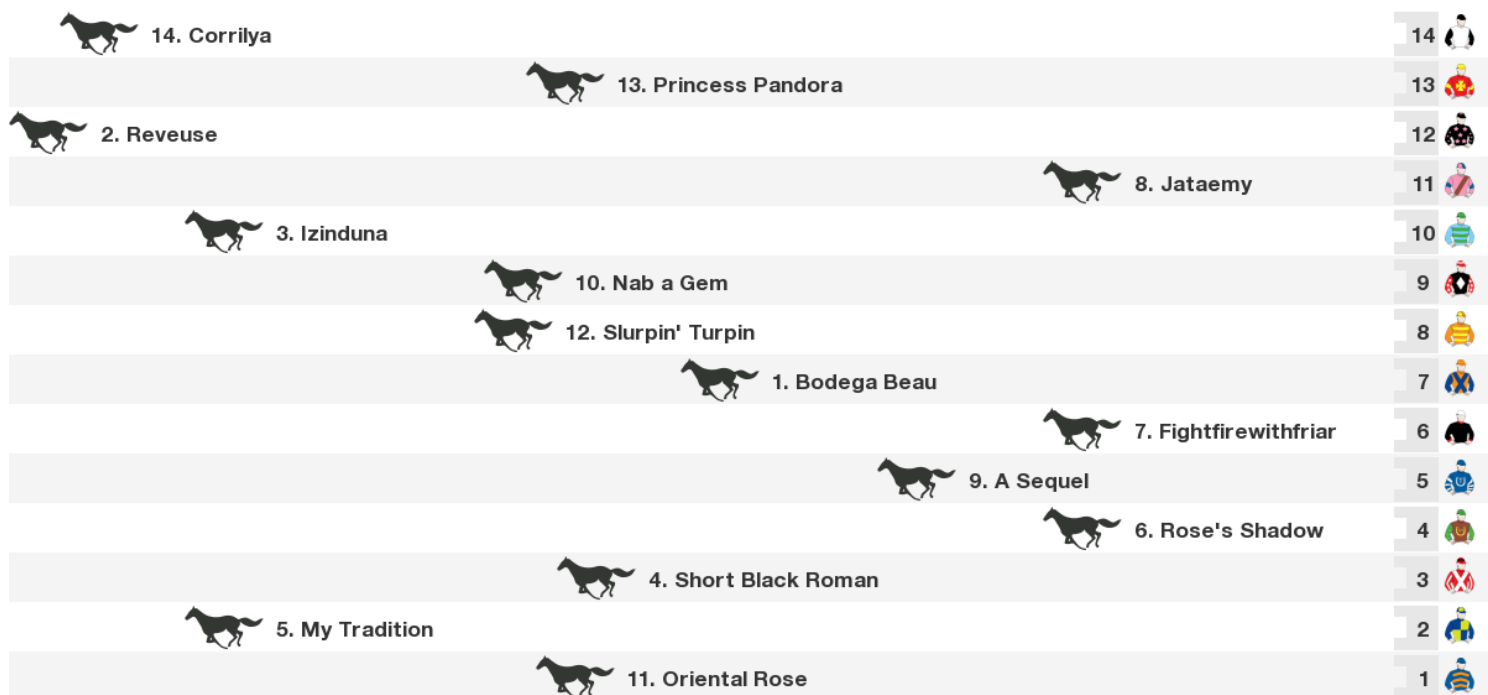 14. Corrilya 14
13. Princess Pandora 13
2. Reveuse 12
8. Jataemy 11
3. Izinduna 10
10. Nab a Gem 9
12. Slurpin' Turpin 8
1. Bodega Beau 7
7. Fightfirewithfriar 6
9. A Sequel 5
6. Rose's Shadow 4
4. Short Black Roman 3
5. My Tradition 2
11. Oriental Rose 1